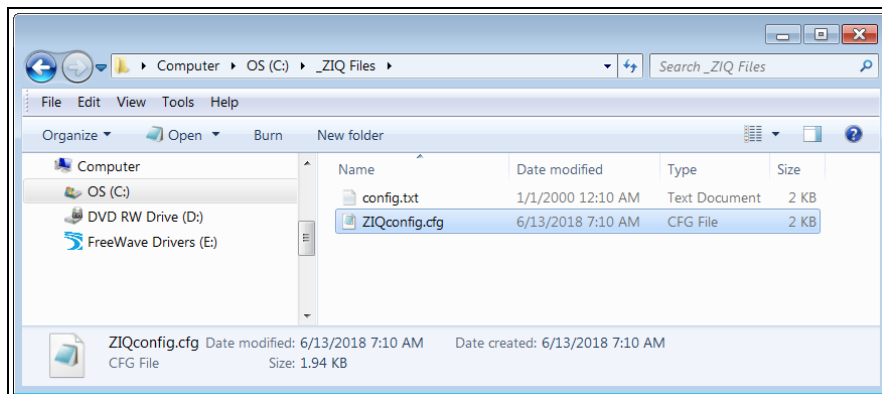 Computer OS (C:) _ZIQ Files
Search _ZIQ Files
File Edit View Tools Help
Organize Open Burn New folder
Computer
OS (C:)
DVD RW Drive (D:)
FreeWave Drivers (E:)
Name Date modified Type Size
config.txt 1/1/2000 12:10 AM Text Document 2 KB
ZIQconfig.cfg 6/13/2018 7:10 AM CFG File 2 KB
ZIQconfig.cfg Date modified: 6/13/2018 7:10 AM Date created: 6/13/2018 7:10 AM
CFG File Size: 1.94 KB